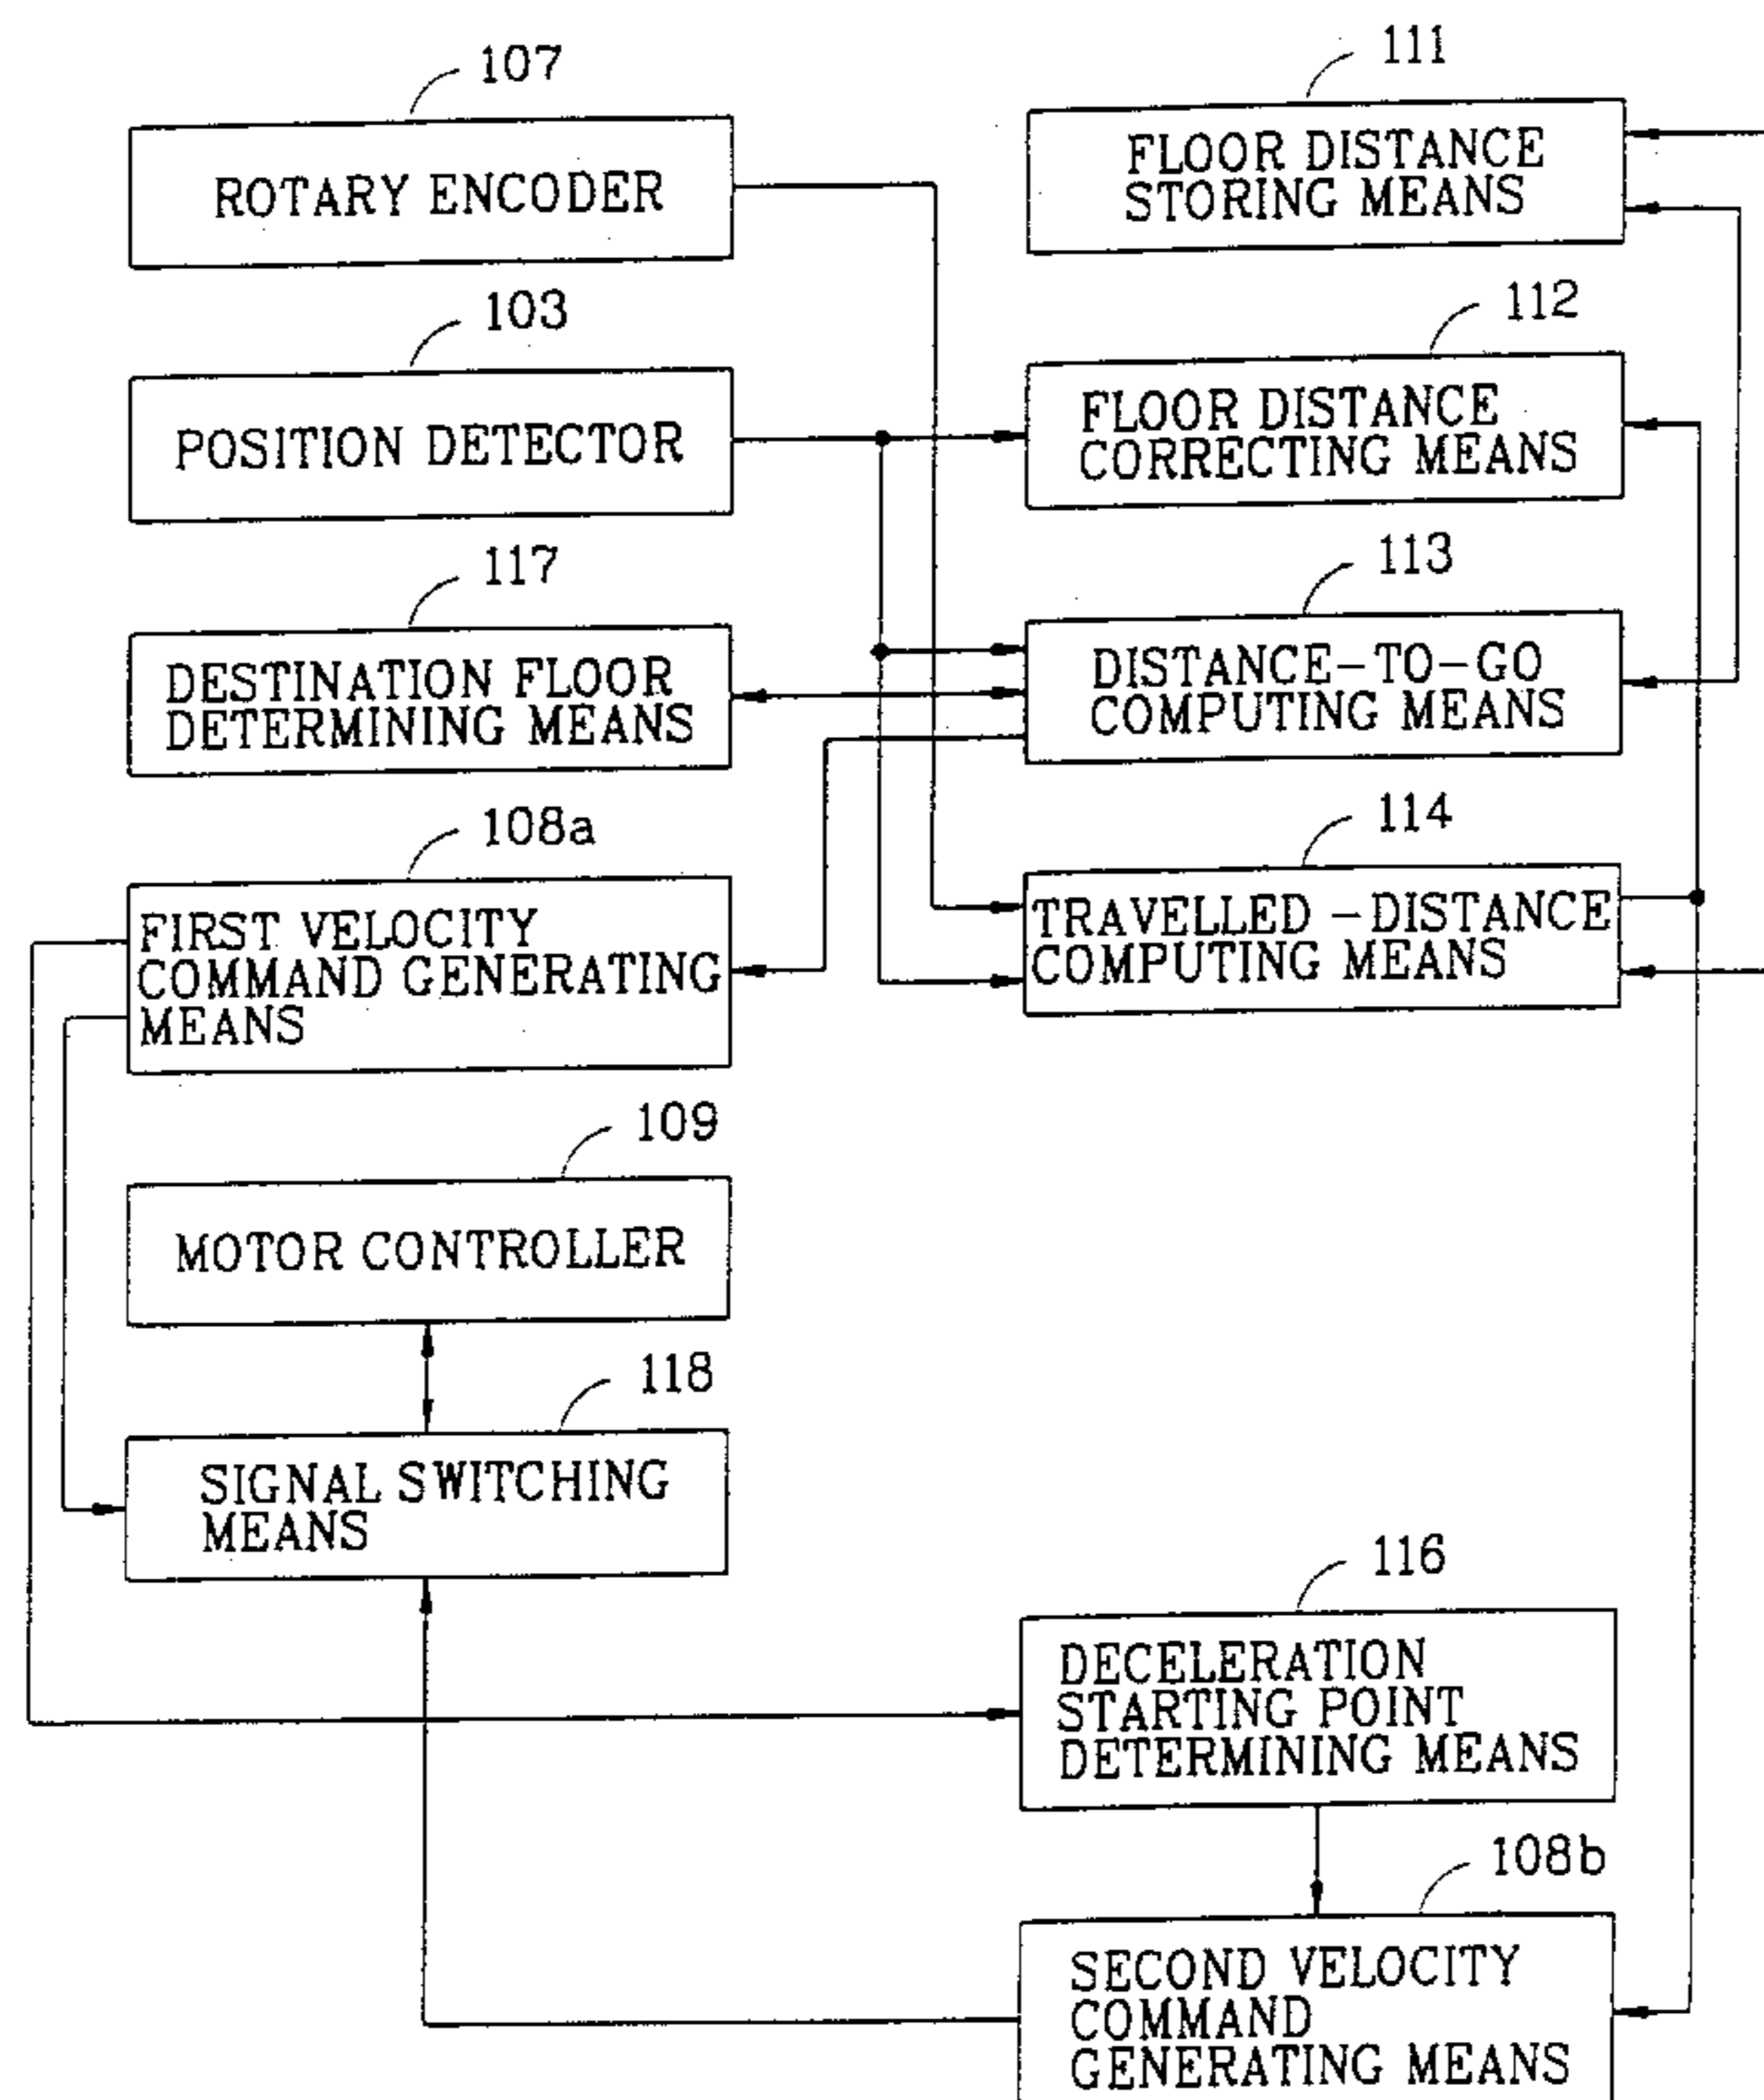 107
ROTARY ENCODER
111
FLOOR DISTANCE
STORING MEANS
103
POSITION DETECTOR
112
FLOOR DISTANCE
CORRECTING MEANS
117
DESTINATION FLOOR
DETERMINING MEANS
113
DISTANCE-TO-GO
COMPUTING MEANS
108a
FIRST VELOCITY
COMMAND GENERATING
MEANS
114
TRAVELLED -DISTANCE
COMPUTING MEANS
109
MOTOR CONTROLLER
118
SIGNAL SWITCHING
MEANS
116
DECELERATION
STARTING POINT
DETERMINING MEANS
108b
SECOND VELOCITY
COMMAND
GENERATING MEANS